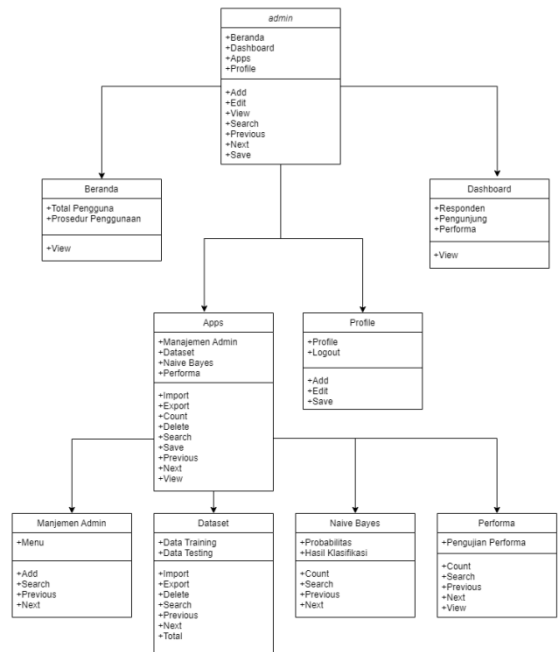 admin
+Beranda
+Dashboard
+Apps
+Profile
+Add
+Edit
+View
+Search
+Previous
+Next
+Save
Beranda
+Total Pengguna
+Prosedur Penggunaan
+View
Dashboard
+Responden
+Pengunjung
+Performa
+View
Apps
+Manajemen Admin
+Dataset
+Naive Bayes
+Performa
+Import
+Export
+Count
+Delete
+Search
+Save
+Previous
+Next
+View
Profile
+Profile
+Logout
+Add
+Edit
+Save
Manjemen Admin
+Menu
+Add
+Search
+Previous
+Next
Dataset
+Data Training
+Data Testing
+Import
+Export
+Delete
+Search
+Previous
+Next
+Total
Naive Bayes
+Probabilitas
+Hasil Klasifikasi
+Count
+Search
+Previous
+Next
Performa
+Pengujian Performa
+Count
+Search
+Previous
+Next
+View